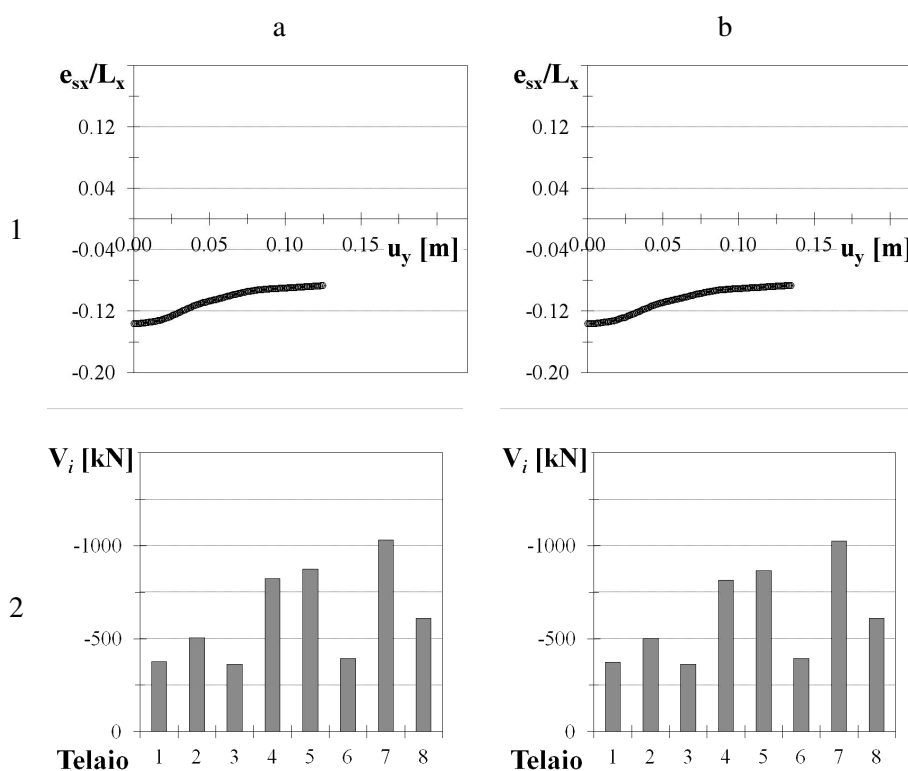 a b
1
e_sx/L_x
0.12
0.04
-0.04
-0.12
-0.20
0.00 0.05 0.10 0.15
u_y [m]
e_sx/L_x
0.12
0.04
-0.04
-0.12
-0.20
0.00 0.05 0.10 0.15
u_y [m]
2
V_i [kN]
-1000
-500
0
Telaio 1 2 3 4 5 6 7 8
V_i [kN]
-1000
-500
0
Telaio 1 2 3 4 5 6 7 8